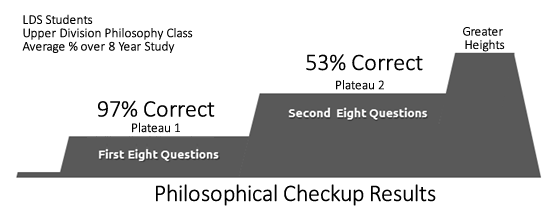 LDS Students
Upper Division Philosophy Class
Average % over 8 Year Study
Greater
Heights
53% Correct
Plateau 2
97% Correct
Plateau 1
Second Eight Questions
First Eight Questions
Philosophical Checkup Results